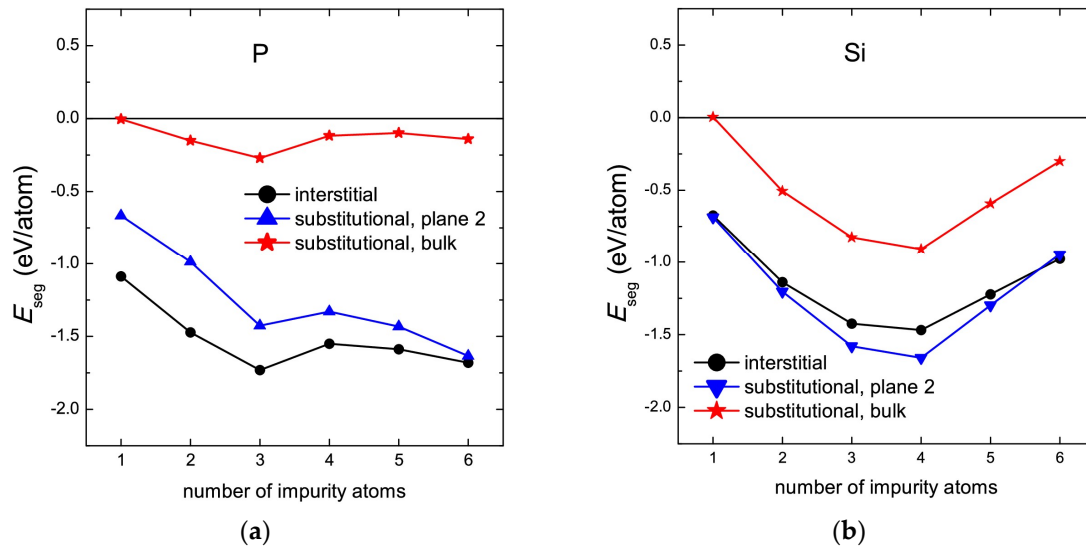 P
0.5
0.0
-0.5
-1.0
-1.5
-2.0
E_seg (eV/atom)
interstitial
substitutional, plane 2
substitutional, bulk
1 2 3 4 5 6
number of impurity atoms
(a)
Si
0.5
0.0
-0.5
-1.0
-1.5
-2.0
E_seg (eV/atom)
interstitial
substitutional, plane 2
substitutional, bulk
1 2 3 4 5 6
number of impurity atoms
(b)